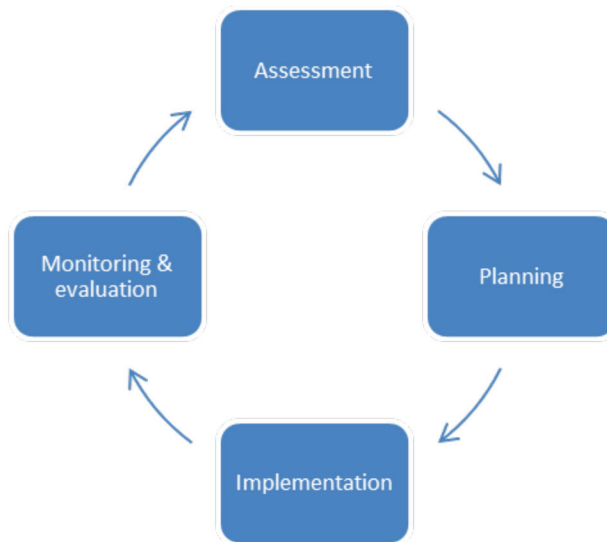 Assessment
Planning
Implementation
Monitoring &
evaluation